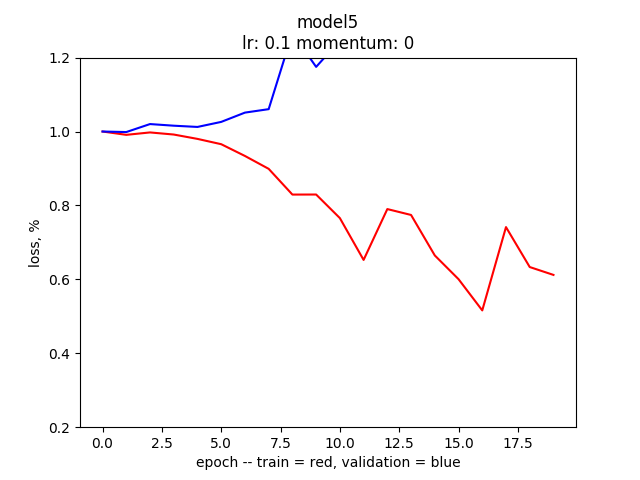 model5
lr: 0.1 momentum: 0
1.2
1.0
0.8
0.6
0.4
0.2
loss, %
0.0 2.5 5.0 7.5 10.0 12.5 15.0 17.5
epoch -- train = red, validation = blue